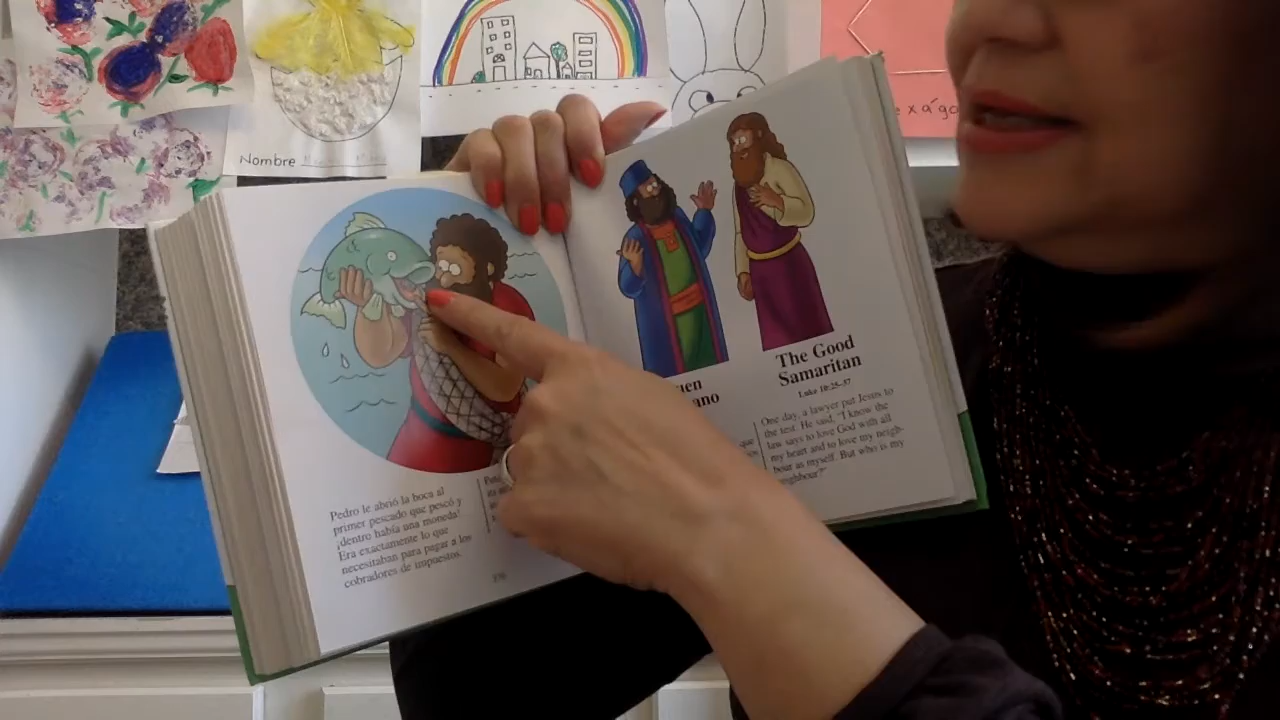 Nombre
x a´go
Pedro le abrió la boca al
primer pescado que pescó y
¡dentro había una moneda!
Era exactamente lo que
necesitaban para pagar a los
cobradores de impuestos.
376
The Good
Samaritan
Luke 10:25-37
One day, a lawyer put Jesus to
the test. He said, "I know the
law says to love God with all
my heart and to love my neigh-
bour as myself. But who is my
neighbour?"